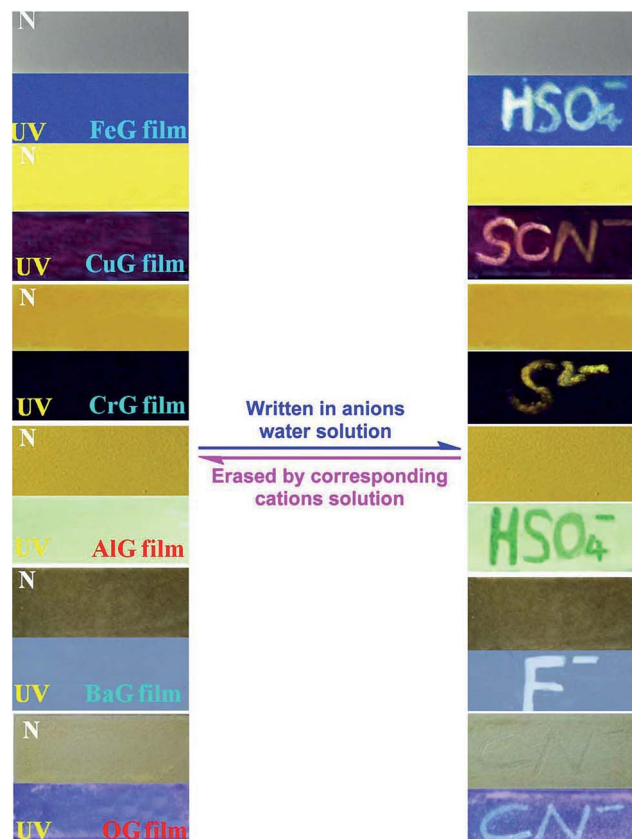 N
UV FeG film
HSO₄⁻
N
UV CuG film
SCN⁻
N
UV CrG film
S²⁻
Written in anions
water solution
Erased by corresponding
cations solution
N
UV AlG film
HSO₄⁻
N
UV BaG film
F⁻
N
CN⁻
UV OG film
CN⁻